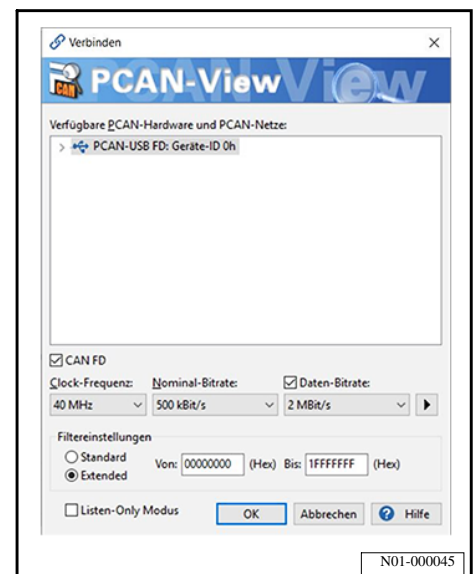 Verbinden
PCAN-View
View
Verfügbare PCAN-Hardware und PCAN-Netze:
PCAN-USB FD: Geräte-ID 0h
CAN FD
Clock-Frequenz: Nominal-Bitrate: Daten-Bitrate:
40 MHz 500 kBit/s 2 MBit/s
Filtereinstellungen
Standard
Von: 00000000 (Hex) Bis: 1FFFFFFF (Hex)
Extended
Listen-Only Modus OK Abbrechen Hilfe
N01-000045